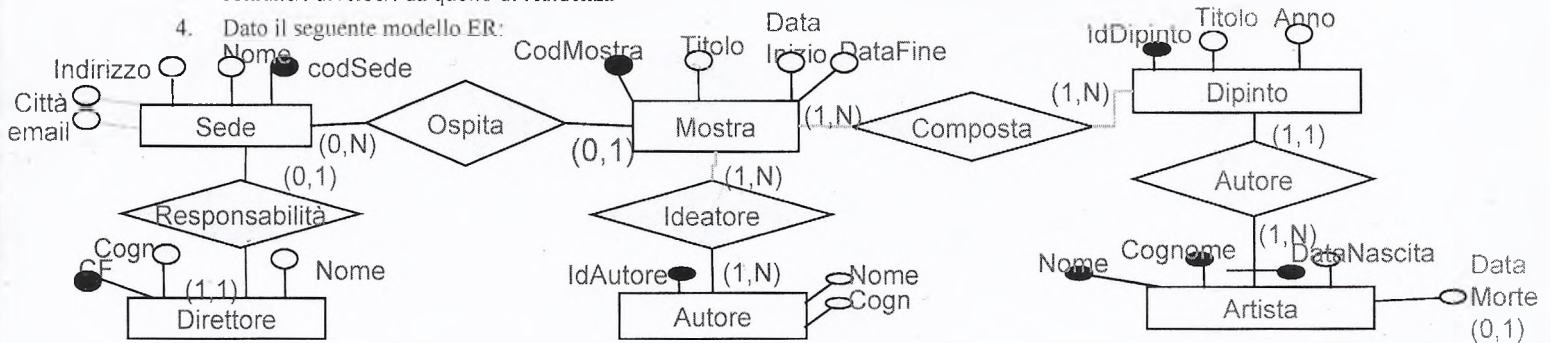 4. Dato il seguente modello ER:
Indirizzo
Nome
codSede
Città
email
Sede
(0,N)
Ospita
(0,1)
CodMostra
Titolo
Data
Inizio
DataFine
Mostra
(1,N)
Composta
(1,N)
IdDipinto
Titolo
Anno
Dipinto
(1,1)
Autore
(1,N)
(0,1)
Responsabilità
(1,1)
CF
Cogn
Nome
Direttore
(1,N)
Ideatore
(1,N)
IdAutore
Nome
Cogn
Autore
Nome
Cognome
DataNascita
Data
Morte
(0,1)
Artista